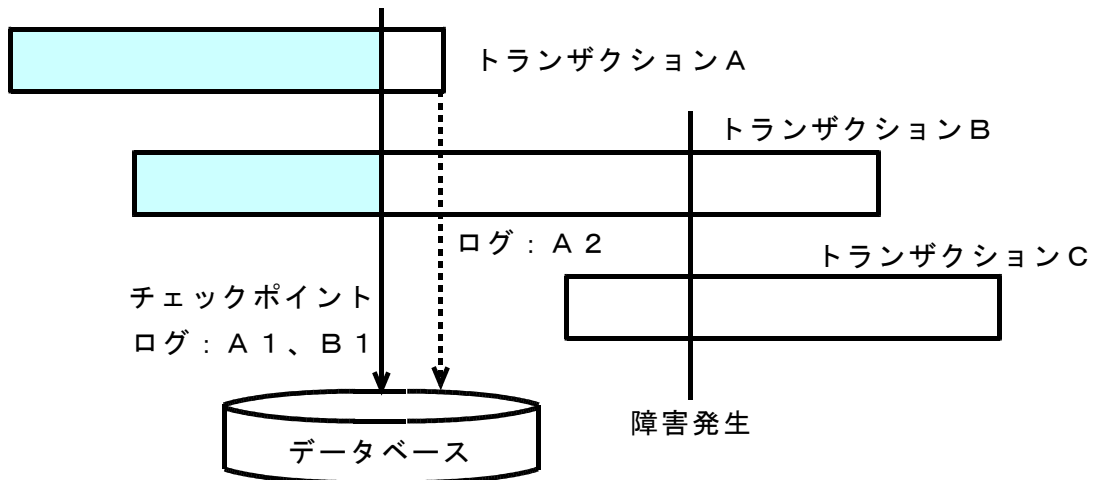 トランザクションA
トランザクションB
ログ：A2
トランザクションC
チェックポイント
ログ：A1、B1
障害発生
データベース